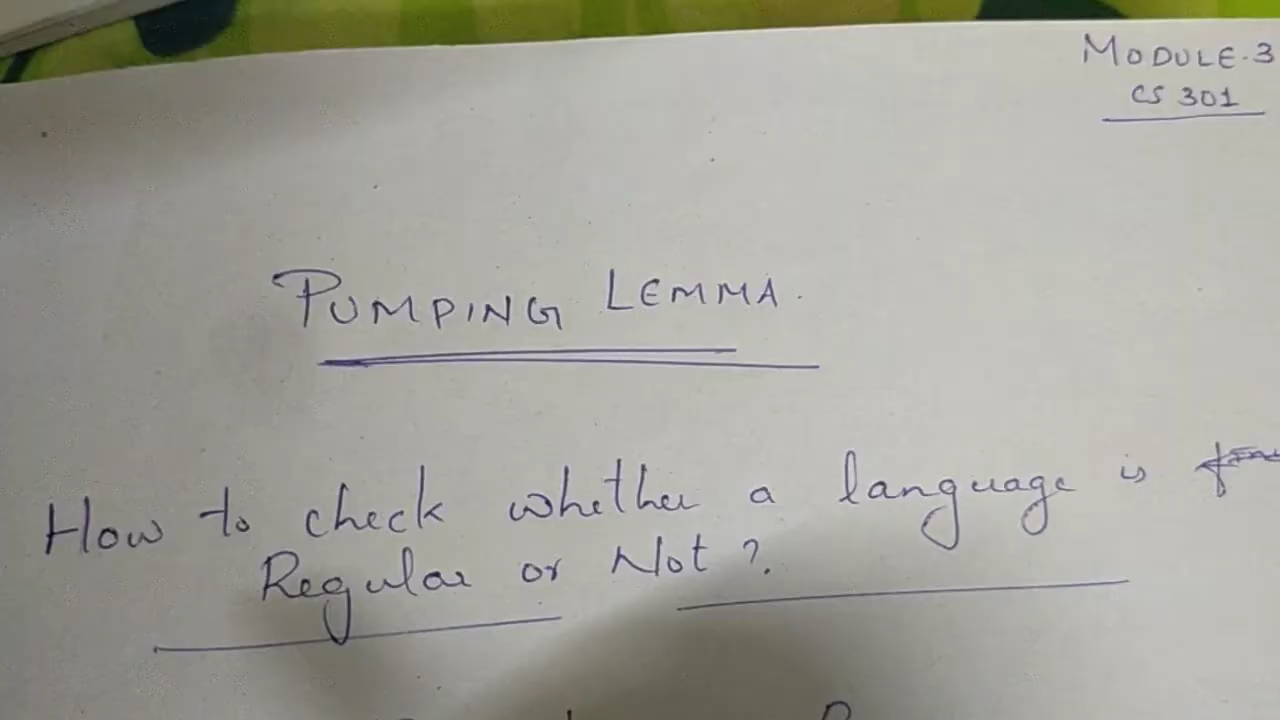 MODULE-3
CS 301
PUMPING LEMMA.
How to check whether a language is
Regular or Not?